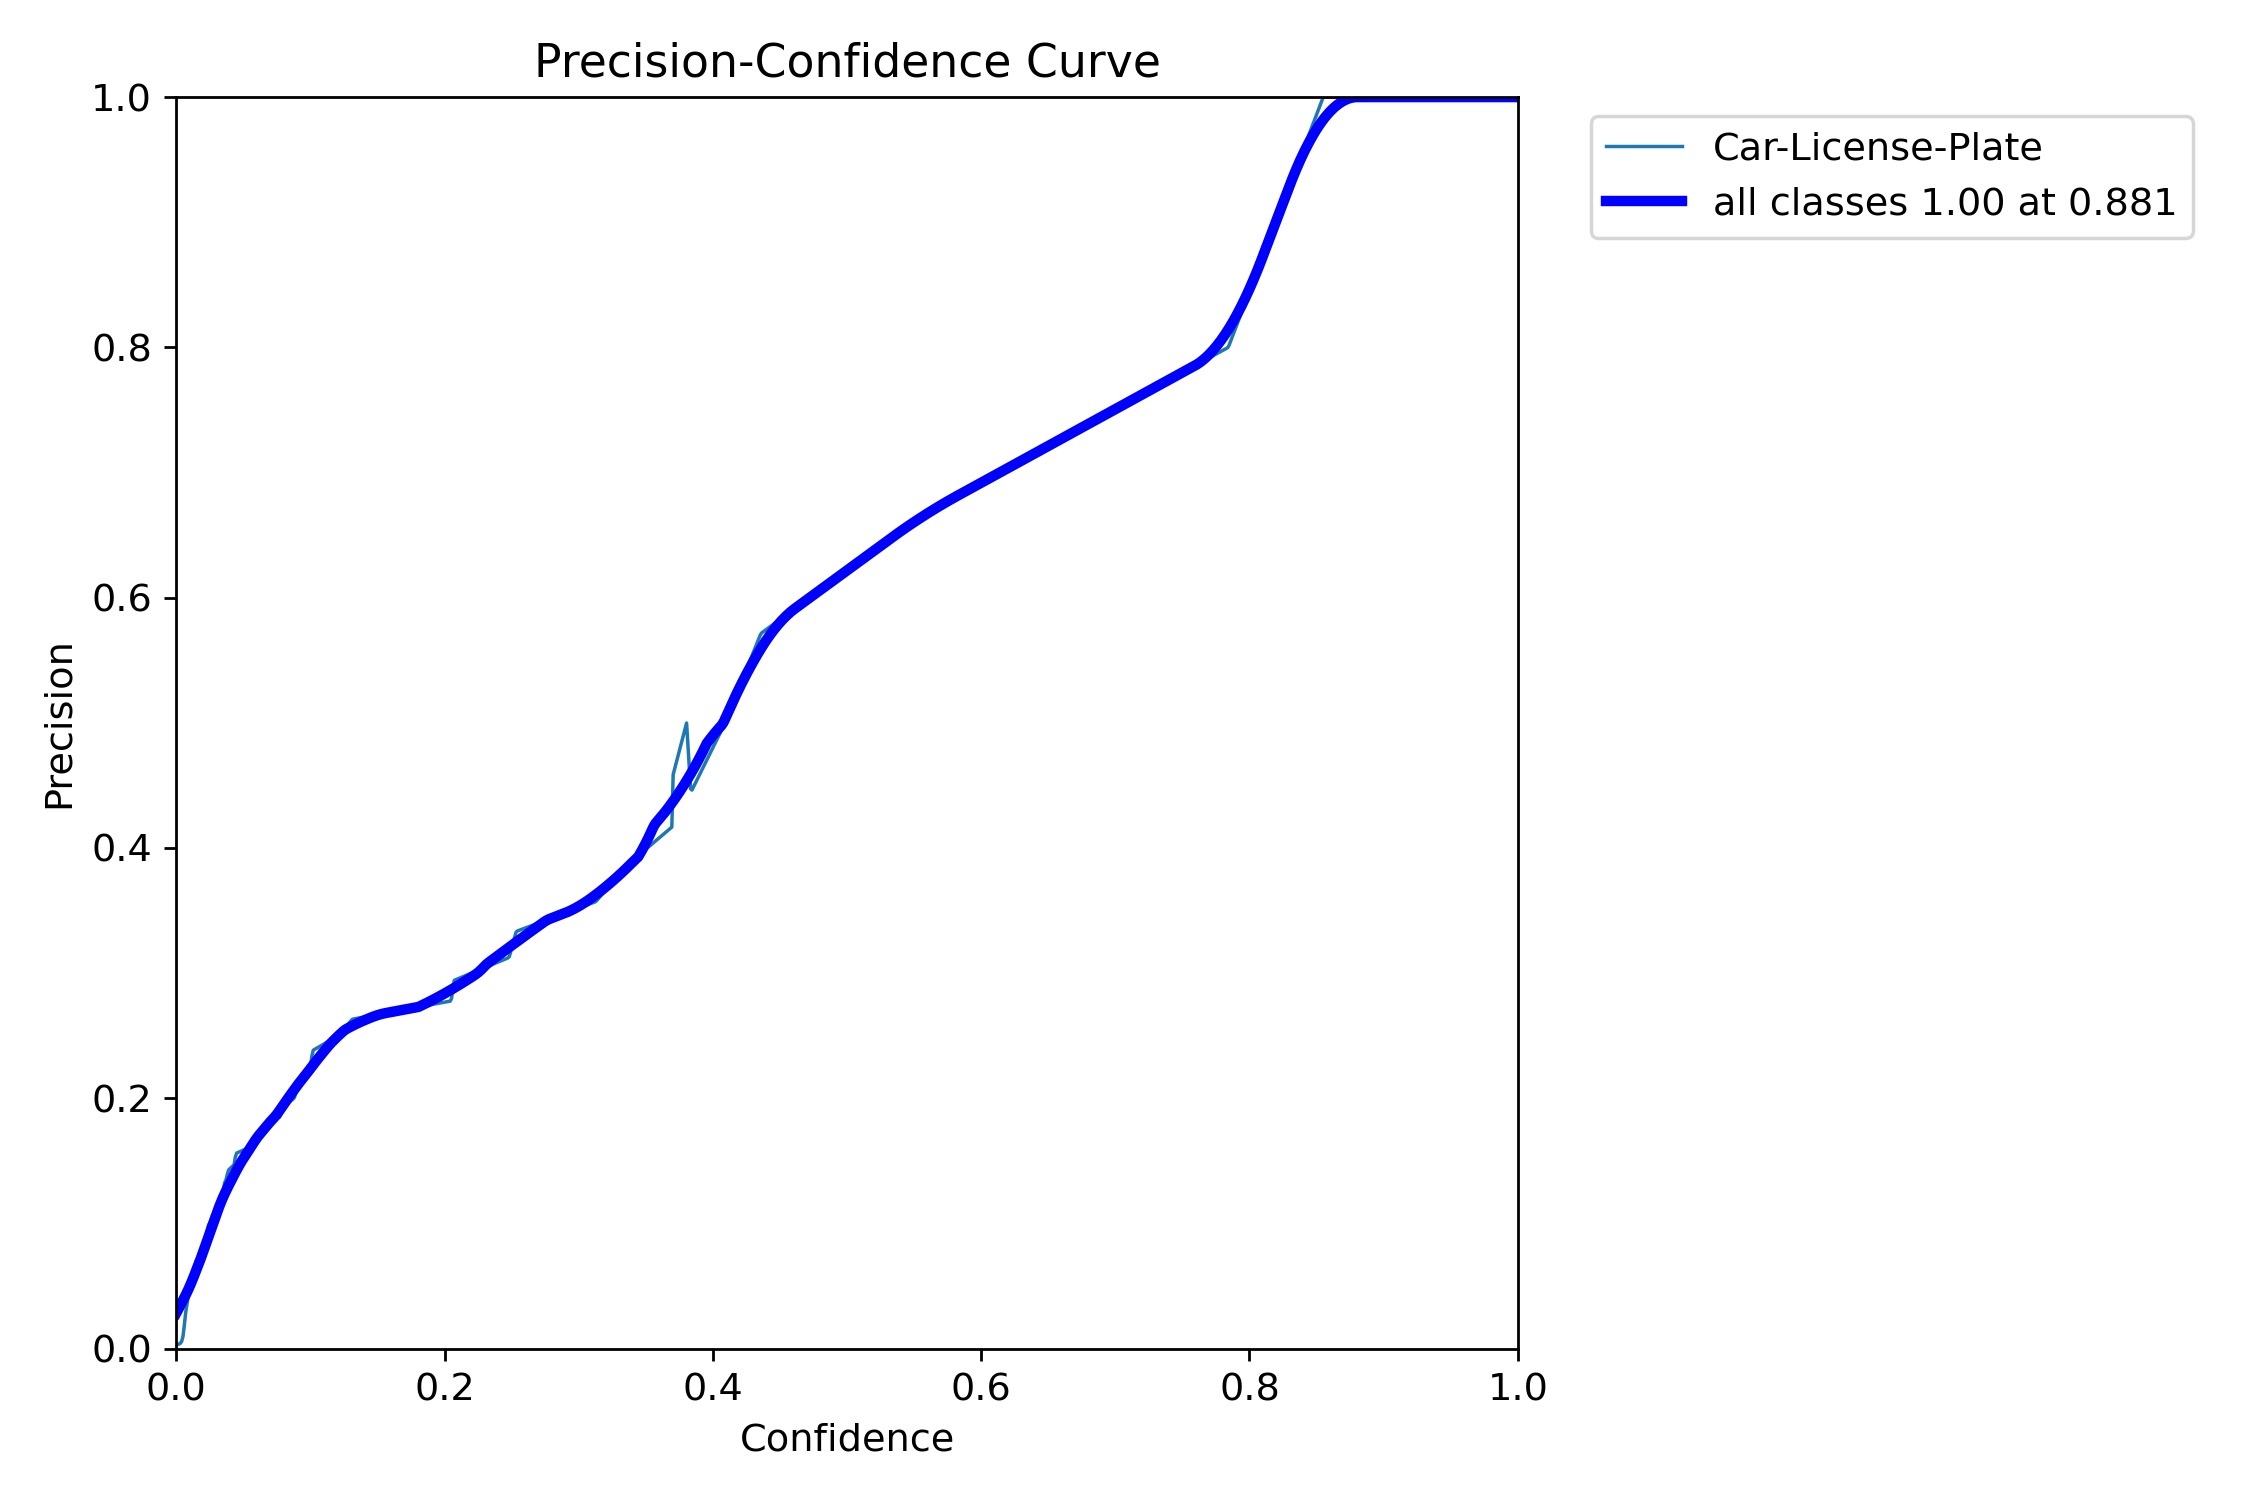 Precision-Confidence Curve
1.0
0.8
0.6
0.4
0.2
0.0
Precision
0.0 0.2 0.4 0.6 0.8 1.0
Confidence
Car-License-Plate
all classes 1.00 at 0.881